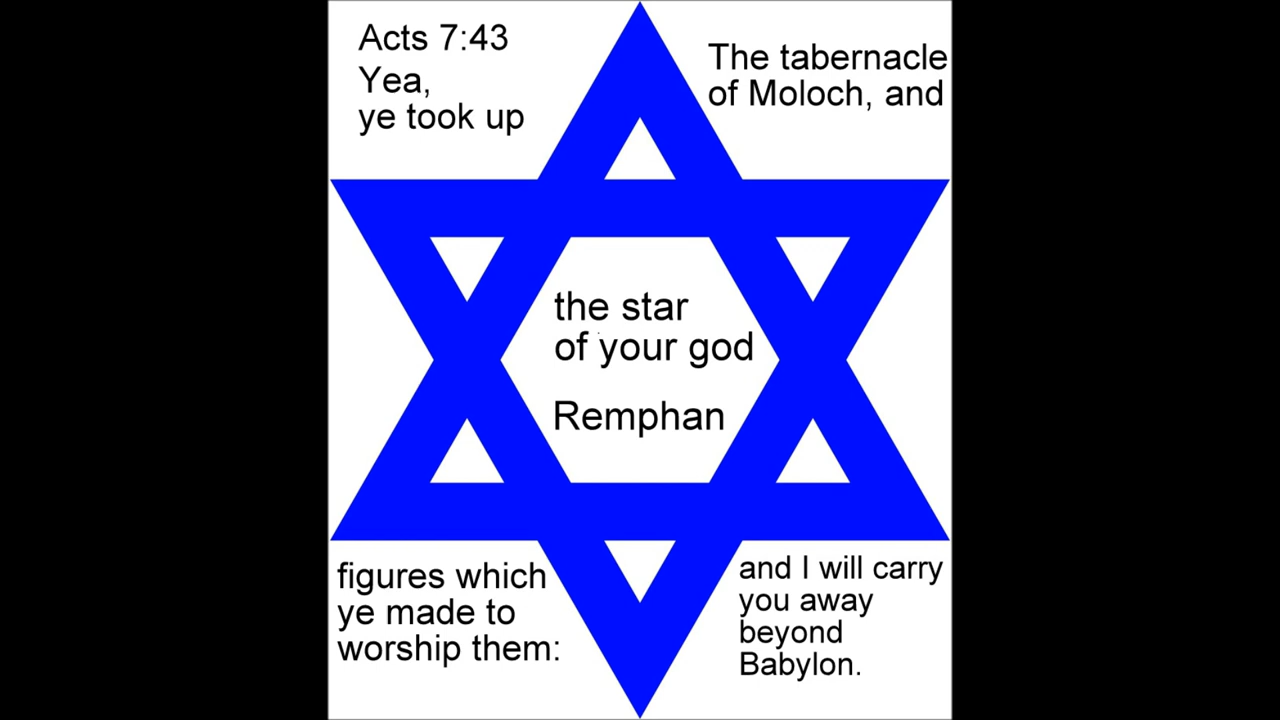 Acts 7:43
Yea,
ye took up
The tabernacle
of Moloch, and
the star
of your god
Remphan
figures which
ye made to
worship them:
and I will carry
you away
beyond
Babylon.